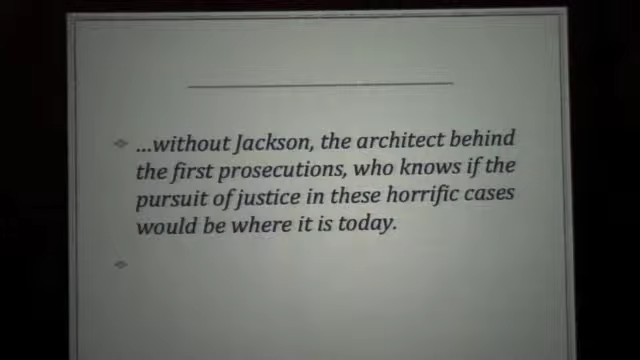 ...without Jackson, the architect behind
the first prosecutions, who knows if the
pursuit of justice in these horrific cases
would be where it is today.